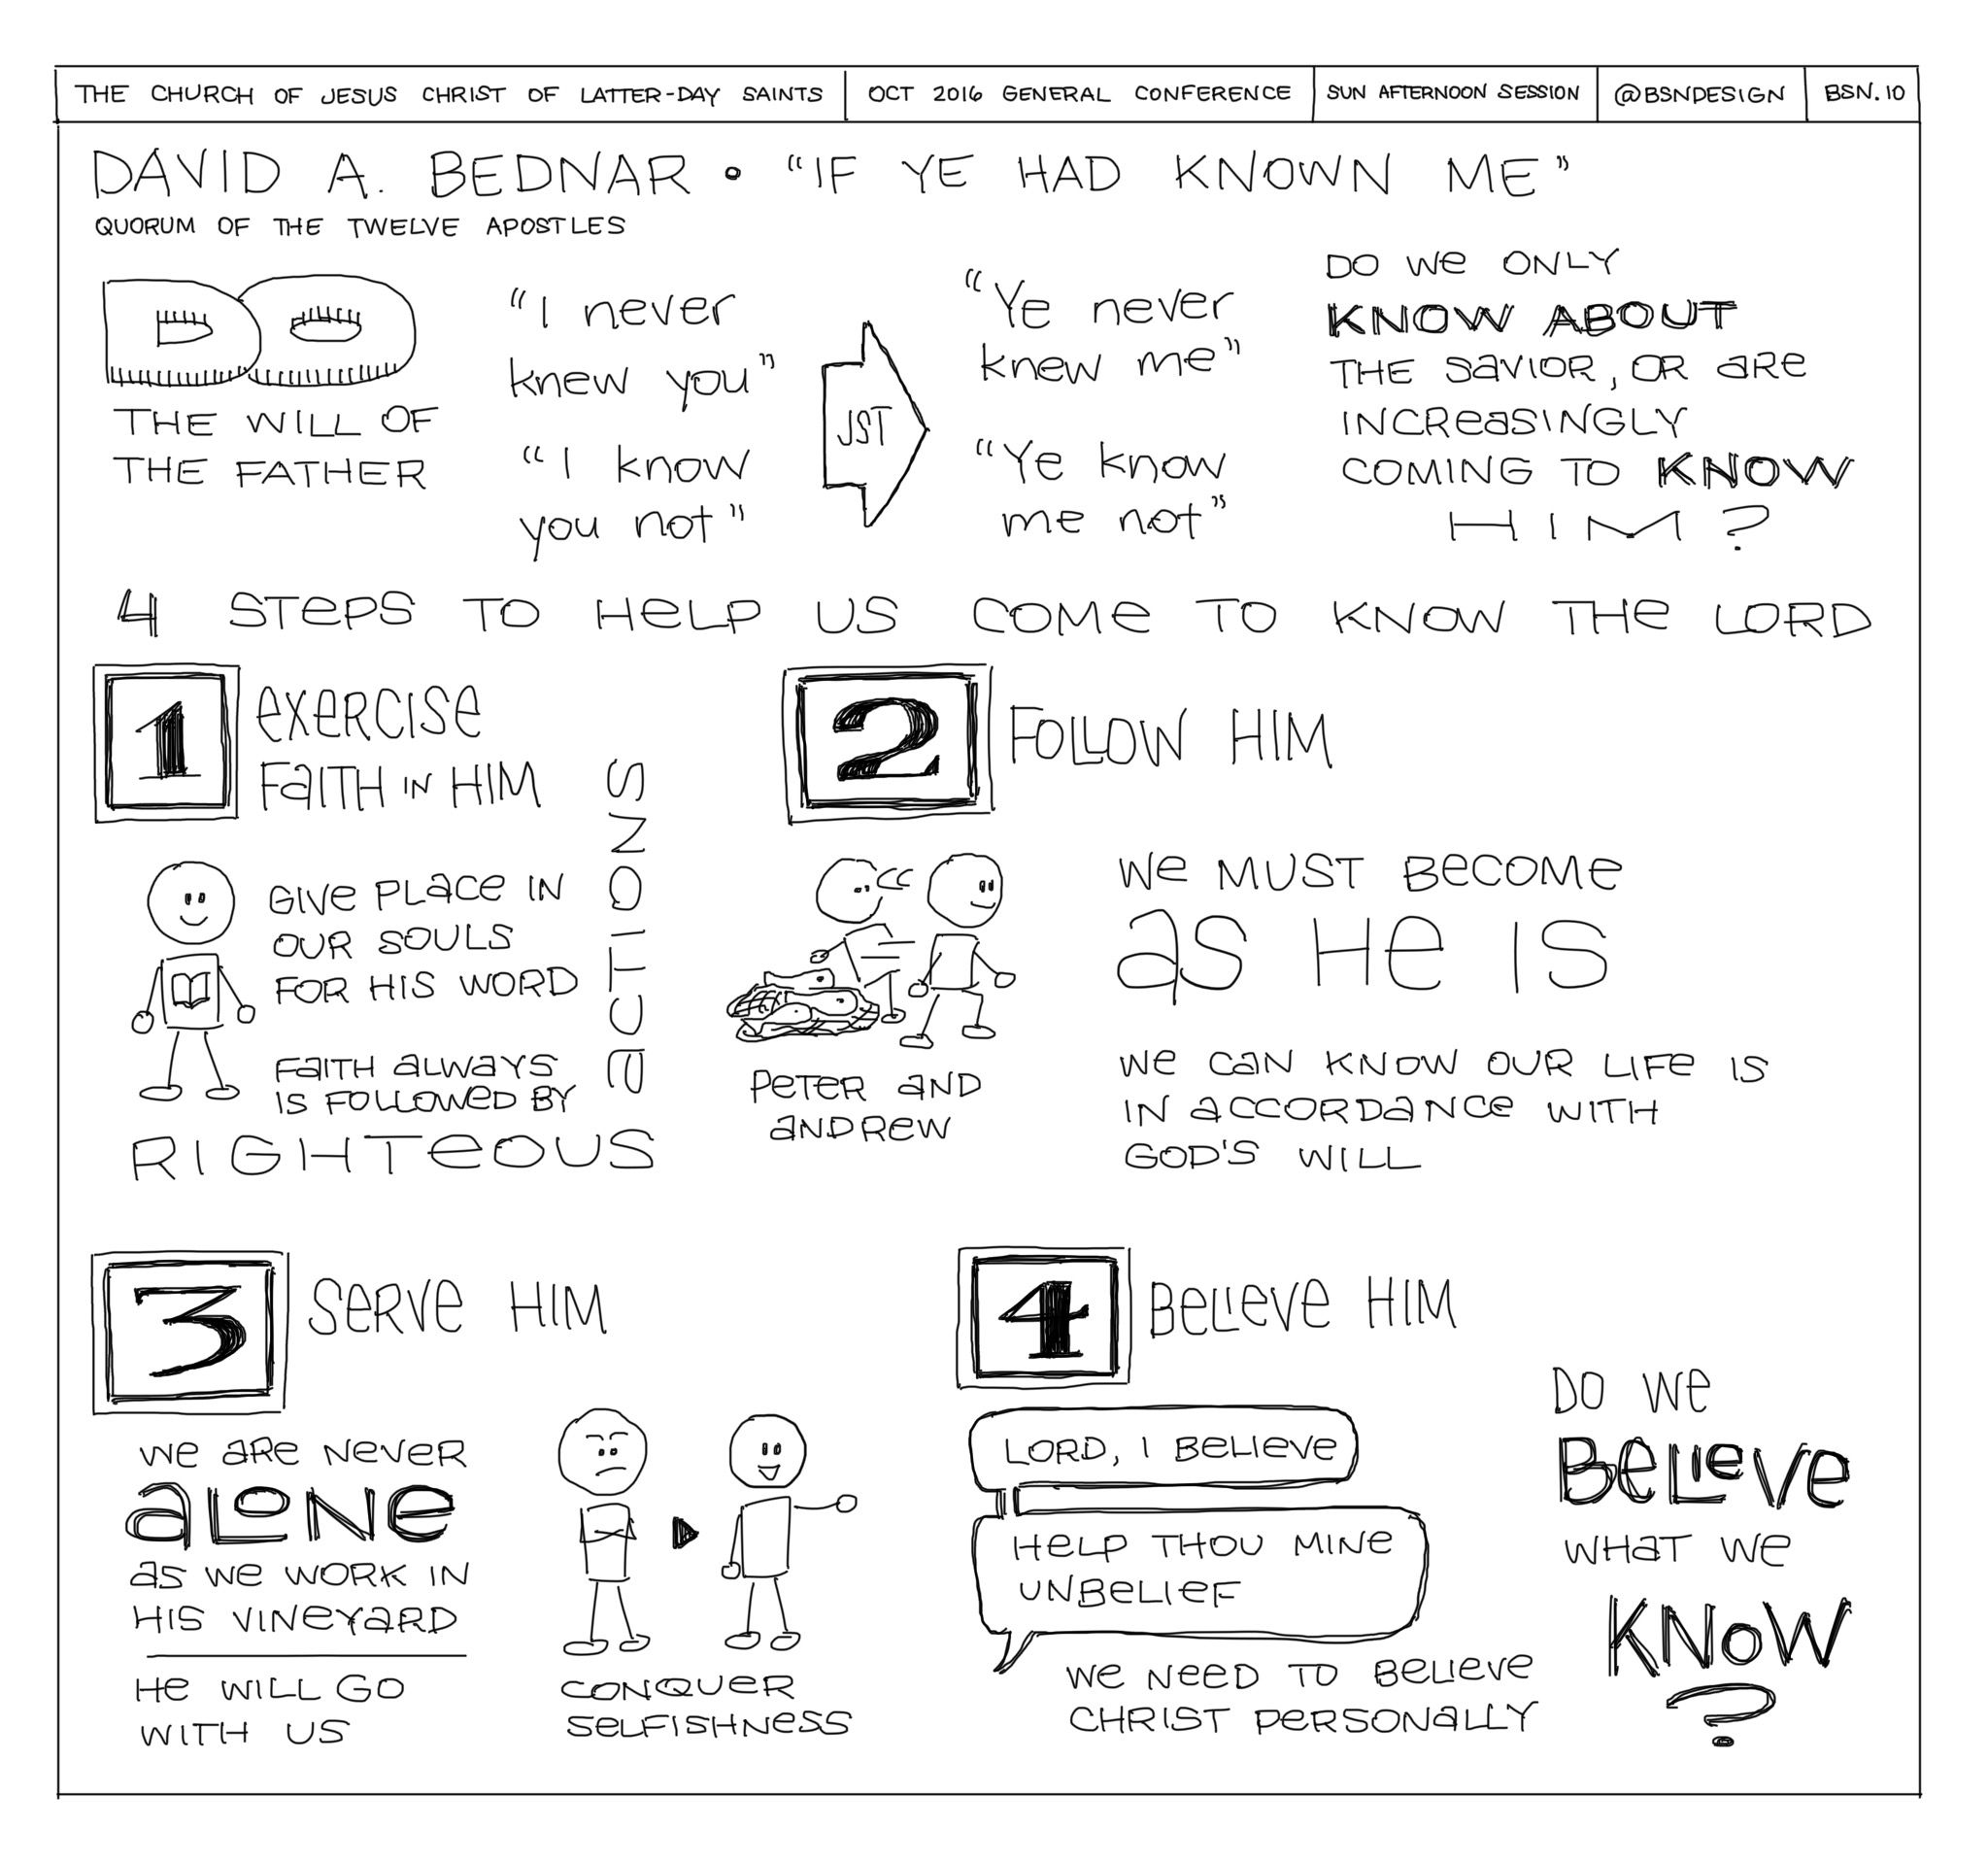 THE CHURCH OF JESUS CHRIST OF LATTER-DAY SAINTS
OCT 2016 GENERAL CONFERENCE
SUN AFTERNOON SESSION
@BSNDESIGN
BSN.10
DAVID A. BEDNAR • "IF YE HAD KNOWN ME"
QUORUM OF THE TWELVE APOSTLES
DO
THE WILL OF
THE FATHER
"I never
knew you"
"I know
you not"
JST
"Ye never
knew me"
"Ye know
me not"
DO We ONLY
KNOW ABOUT
THE SaVIOR, OR aRe
INCReaSINGLY
COMING TO KNOW
HIM?
4 STePS TO HeLP US COMe TO KNOW THe LORD
1
eXeRCISe
FaITH IN HIM
GIVe PLaCe IN
OUR SOULS
FOR HIS WORD
FaITH aLWaYS
IS FOLLOWeD BY
RIGHTeOUS
aCTIONS
2
FOLLOW HIM
PeTeR aND
aNDReW
We MUST BeCOMe
aS He IS
We CaN KNOW OUR LIFe IS
IN aCCORDaNCe WITH
GOD'S WILL
3
SeRVe HIM
We aRe NeVeR
aLONe
aS We WORK IN
HIS VINeYaRD
He WILL GO
WITH US
CONQUeR
SeLFISHNeSS
4
BeLIeVe HIM
LORD, I BeLIeVe
HeLP THOU MINe
UNBeLIeF
We NeeD TO BeLIeVe
CHRIST PeRSONaLLY
DO We
BeLIeVe
WHaT We
KNOW
?